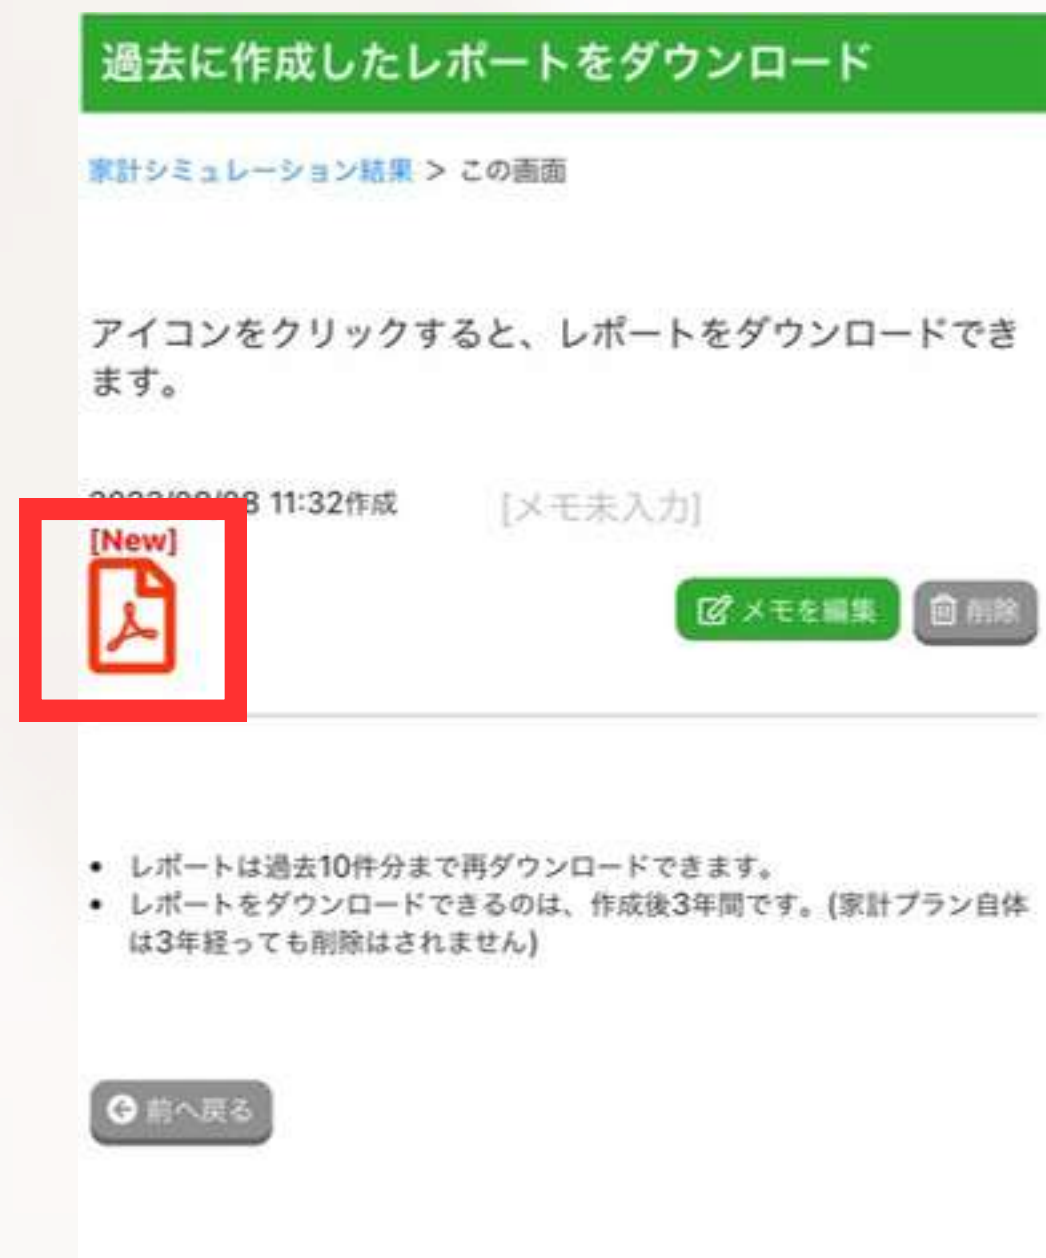 過去に作成したレポートをダウンロード
家計シミュレーション結果 > この画面
アイコンをクリックすると、レポートをダウンロードでき
ます。
11:32作成 [メモ未入力]
[New]
メモを編集 削除
レポートは過去10件分まで再ダウンロードできます。
レポートをダウンロードできるのは、作成後3年間です。(家計プラン自体
は3年経っても削除はされません)
前へ戻る